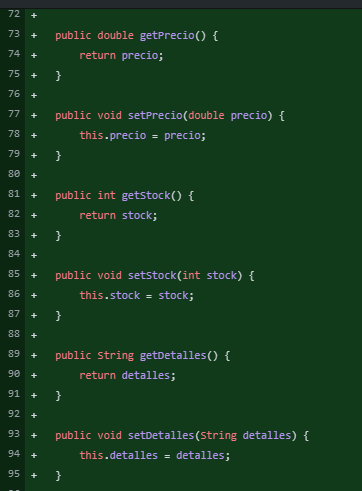 72 +
73 + public double getPrecio() {
74 + return precio;
75 + }
76 +
77 + public void setPrecio(double precio) {
78 + this.precio = precio;
79 + }
80 +
81 + public int getStock() {
82 + return stock;
83 + }
84 +
85 + public void setStock(int stock) {
86 + this.stock = stock;
87 + }
88 +
89 + public String getDetalles() {
90 + return detalles;
91 + }
92 +
93 + public void setDetalles(String detalles) {
94 + this.detalles = detalles;
95 + }